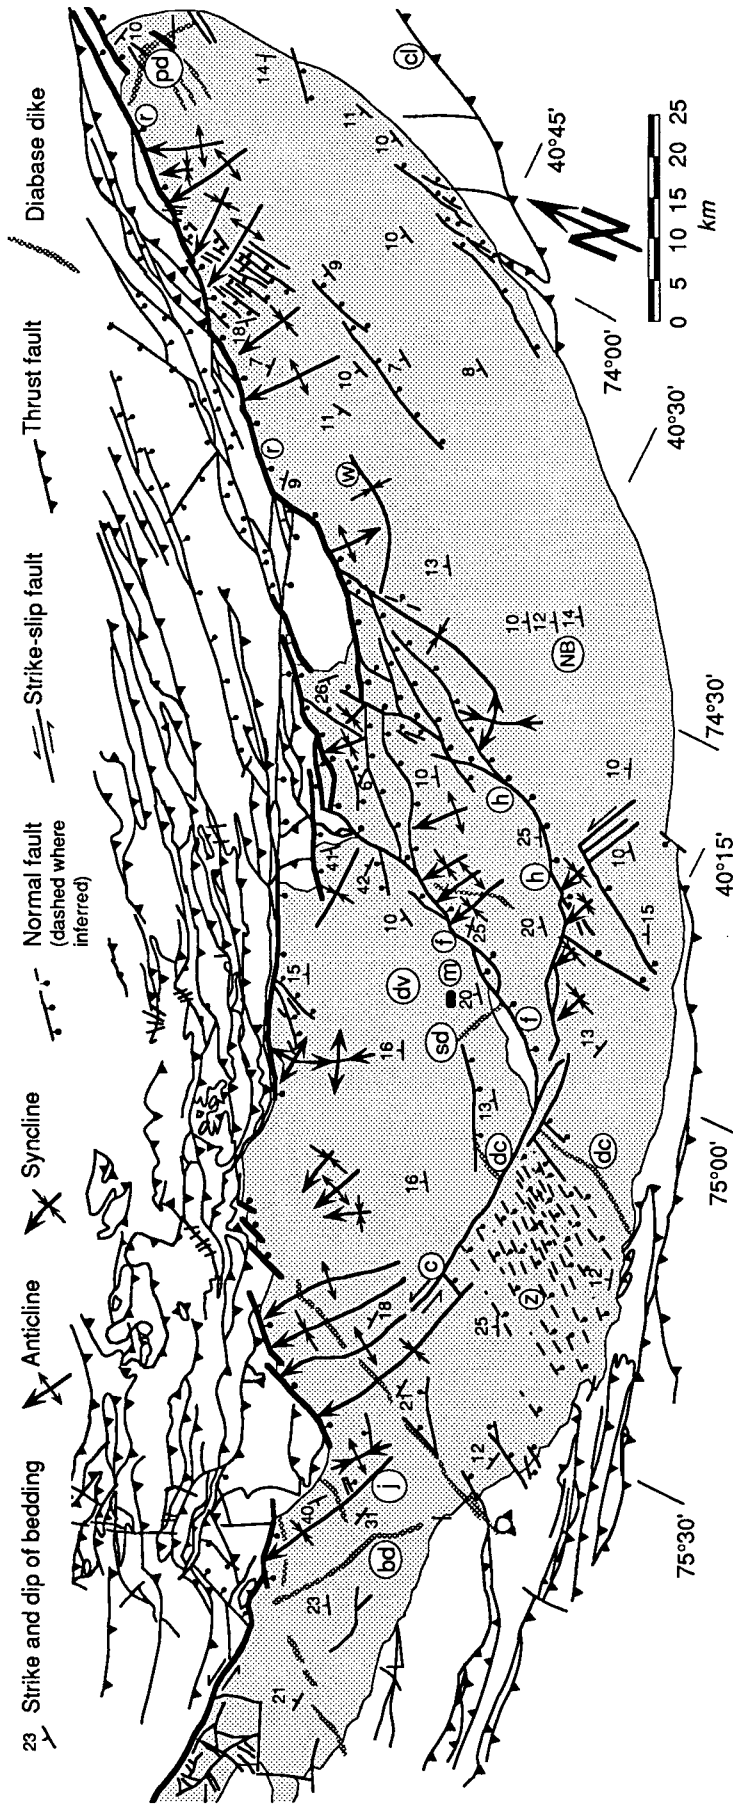 23 Strike and dip of bedding
Anticline
Syncline
Normal fault
(dashed where
inferred)
Strike-slip fault
Thrust fault
Diabase dike
10
pd
r
14
cl
11
10
40°45'
N
0 5 10 15 20 25
km
10
9
18
7
10
7
8
11
74°00'
40°30'
r
9
w
13
10
12
14
NB
26
6
10
h
74°30'
10
41
42
25
h
10
40°15'
10
f
25
20
15
15
dv
m
20
sd
f
16
13
13
dc
dc
75°00'
16
c
z
12
18
25
21
12
j
40
31
bd
75°30'
23
21